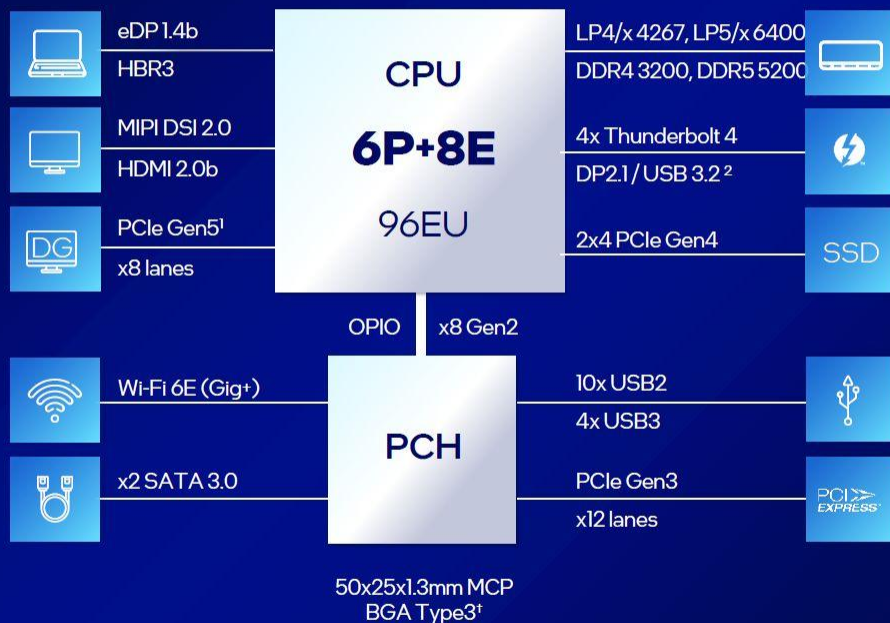 eDP 1.4b
HBR3
MIPI DSI 2.0
HDMI 2.0b
DG
PCIe Gen5¹
x8 lanes
CPU
6P+8E
96EU
LP4/x 4267, LP5/x 6400
DDR4 3200, DDR5 5200
4x Thunderbolt 4
DP2.1 / USB 3.2 ²
2x4 PCIe Gen4
SSD
OPIO
x8 Gen2
Wi-Fi 6E (Gig+)
x2 SATA 3.0
PCH
10x USB2
4x USB3
PCIe Gen3
x12 lanes
PCI
EXPRESS
50x25x1.3mm MCP
BGA Type3†